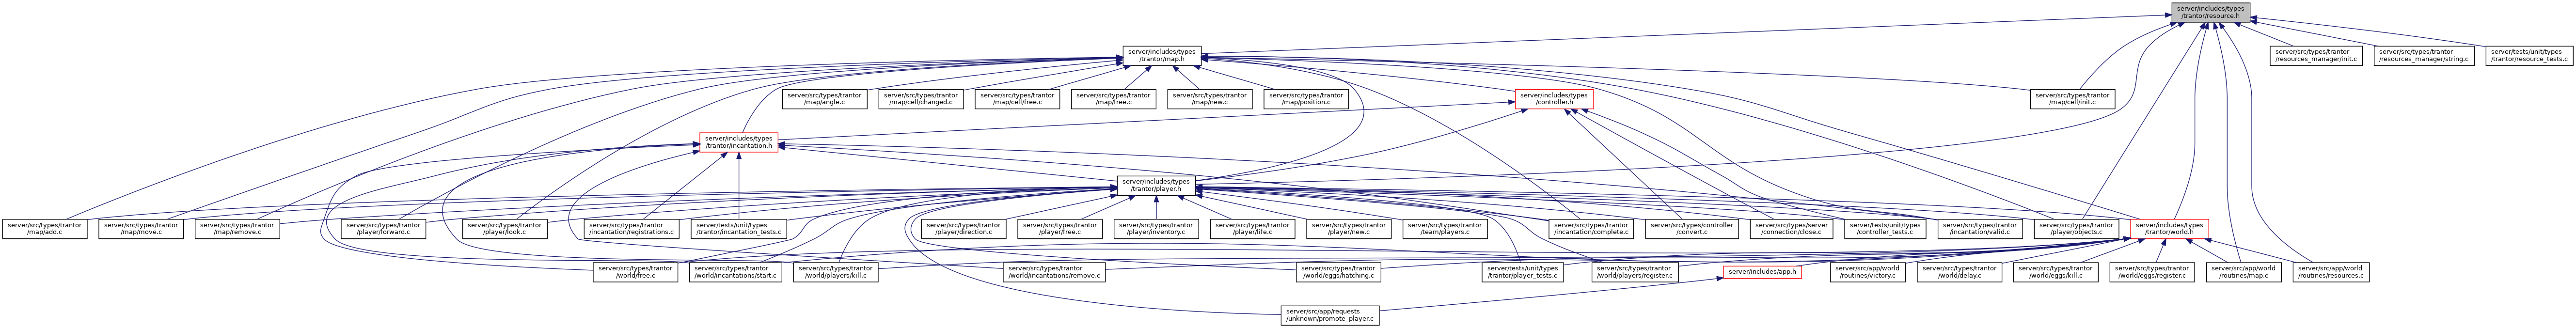 server/includes/types
/trantor/resource.h
server/includes/types
/trantor/map.h
server/src/types/trantor
/resources_manager/init.c
server/src/types/trantor
/resources_manager/string.c
server/tests/unit/types
/trantor/resource_tests.c
server/src/types/trantor
/map/angle.c
server/src/types/trantor
/map/cell/changed.c
server/src/types/trantor
/map/cell/free.c
server/src/types/trantor
/map/free.c
server/src/types/trantor
/map/new.c
server/src/types/trantor
/map/position.c
server/includes/types
/controller.h
server/src/types/trantor
/map/cell/init.c
server/includes/types
/trantor/incantation.h
server/includes/types
/trantor/player.h
server/src/types/trantor
/map/add.c
server/src/types/trantor
/map/move.c
server/src/types/trantor
/map/remove.c
server/src/types/trantor
/player/forward.c
server/src/types/trantor
/player/look.c
server/src/types/trantor
/incantation/registrations.c
server/tests/unit/types
/trantor/incantation_tests.c
server/src/types/trantor
/player/direction.c
server/src/types/trantor
/player/free.c
server/src/types/trantor
/player/inventory.c
server/src/types/trantor
/player/life.c
server/src/types/trantor
/player/new.c
server/src/types/trantor
/team/players.c
server/src/types/trantor
/incantation/complete.c
server/src/types/controller
/convert.c
server/src/types/server
/connection/close.c
server/tests/unit/types
/controller_tests.c
server/src/types/trantor
/incantation/valid.c
server/src/types/trantor
/player/objects.c
server/includes/types
/trantor/world.h
server/src/types/trantor
/world/free.c
server/src/types/trantor
/world/incantations/start.c
server/src/types/trantor
/world/players/kill.c
server/src/types/trantor
/world/incantations/remove.c
server/src/types/trantor
/world/eggs/hatching.c
server/tests/unit/types
/trantor/player_tests.c
server/src/types/trantor
/world/players/register.c
server/includes/app.h
server/src/app/world
/routines/victory.c
server/src/types/trantor
/world/delay.c
server/src/types/trantor
/world/eggs/kill.c
server/src/types/trantor
/world/eggs/register.c
server/src/app/world
/routines/map.c
server/src/app/world
/routines/resources.c
server/src/app/requests
/unknown/promote_player.c